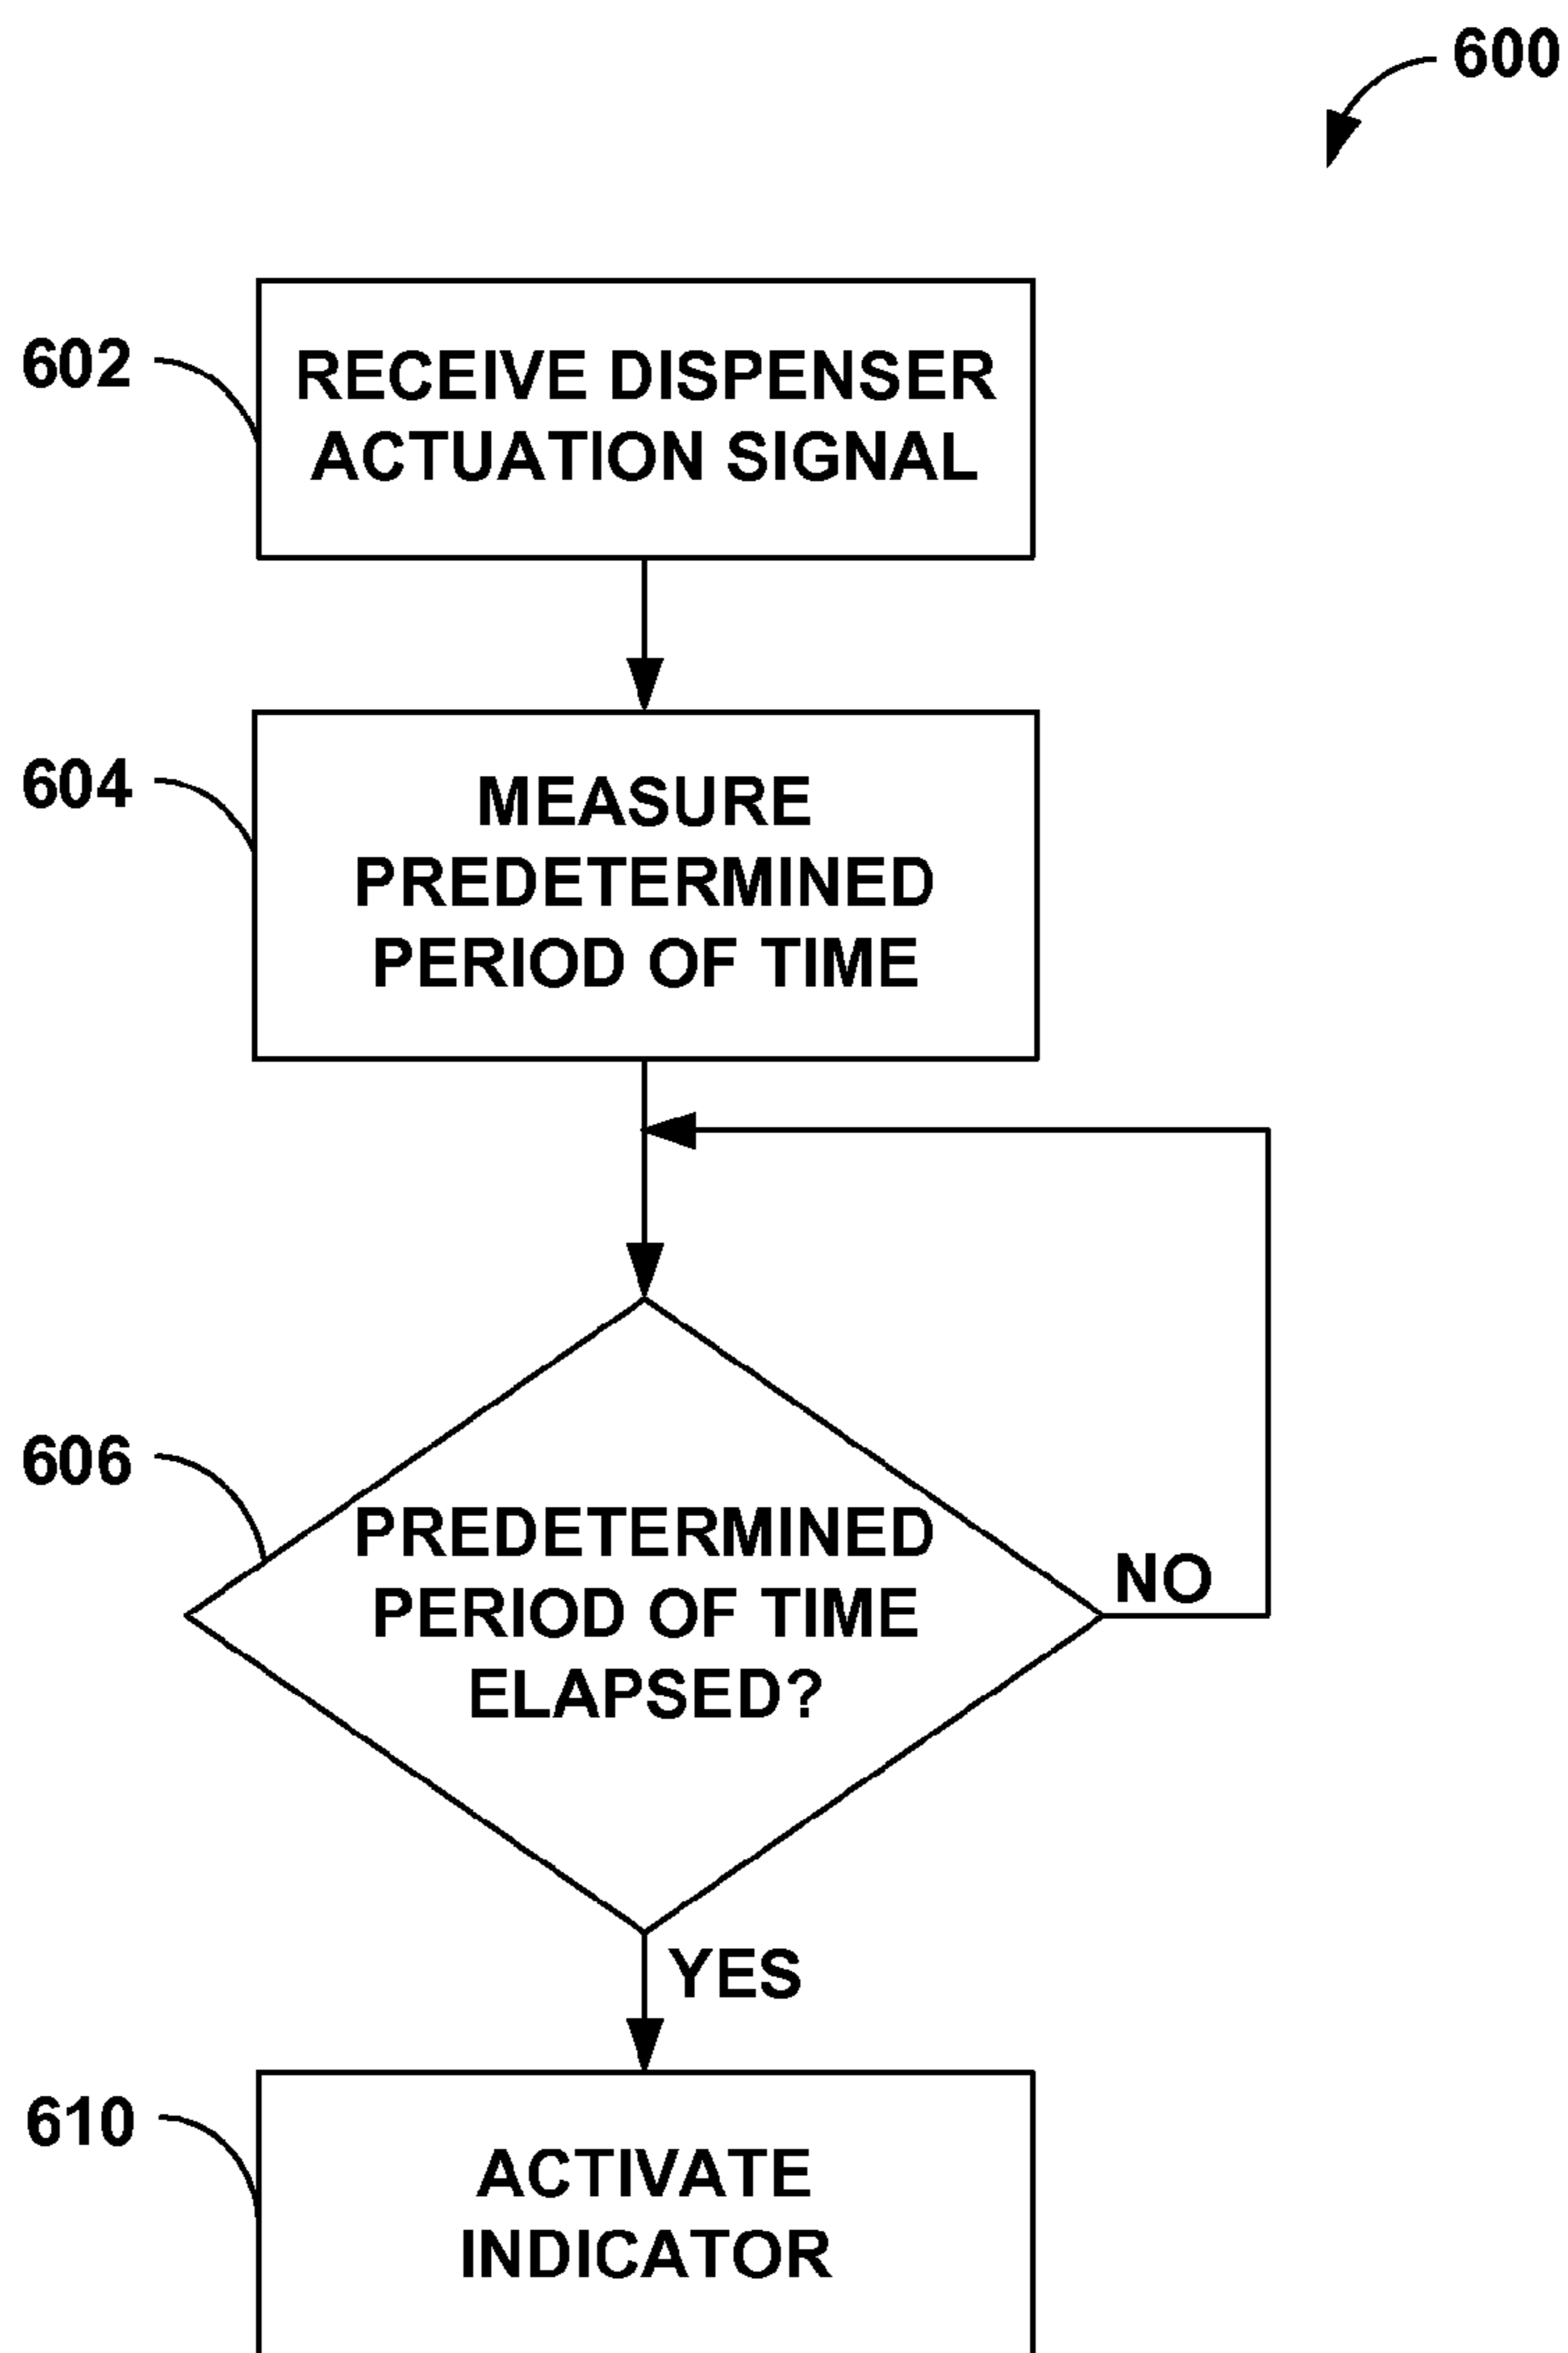 600
602
RECEIVE DISPENSER
ACTUATION SIGNAL
604
MEASURE
PREDETERMINED
PERIOD OF TIME
606
PREDETERMINED
PERIOD OF TIME
ELAPSED?
NO
YES
610
ACTIVATE
INDICATOR